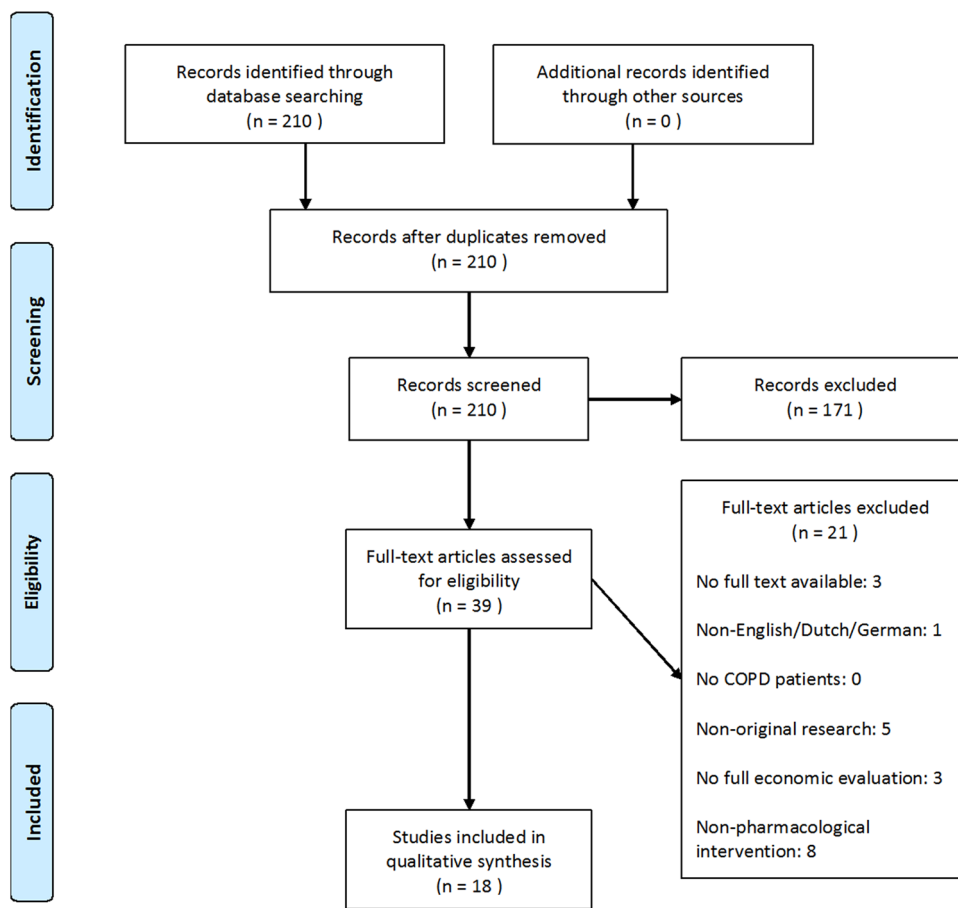 Identification
Records identified through
database searching
(n = 210 )
Additional records identified
through other sources
(n = 0 )
Records after duplicates removed
(n = 210 )
Screening
Records screened
(n = 210 )
Records excluded
(n = 171 )
Eligibility
Full-text articles assessed
for eligibility
(n = 39 )
Full-text articles excluded
(n = 21 )
No full text available: 3
Non-English/Dutch/German: 1
No COPD patients: 0
Non-original research: 5
No full economic evaluation: 3
Non-pharmacological
intervention: 8
Included
Studies included in
qualitative synthesis
(n = 18 )